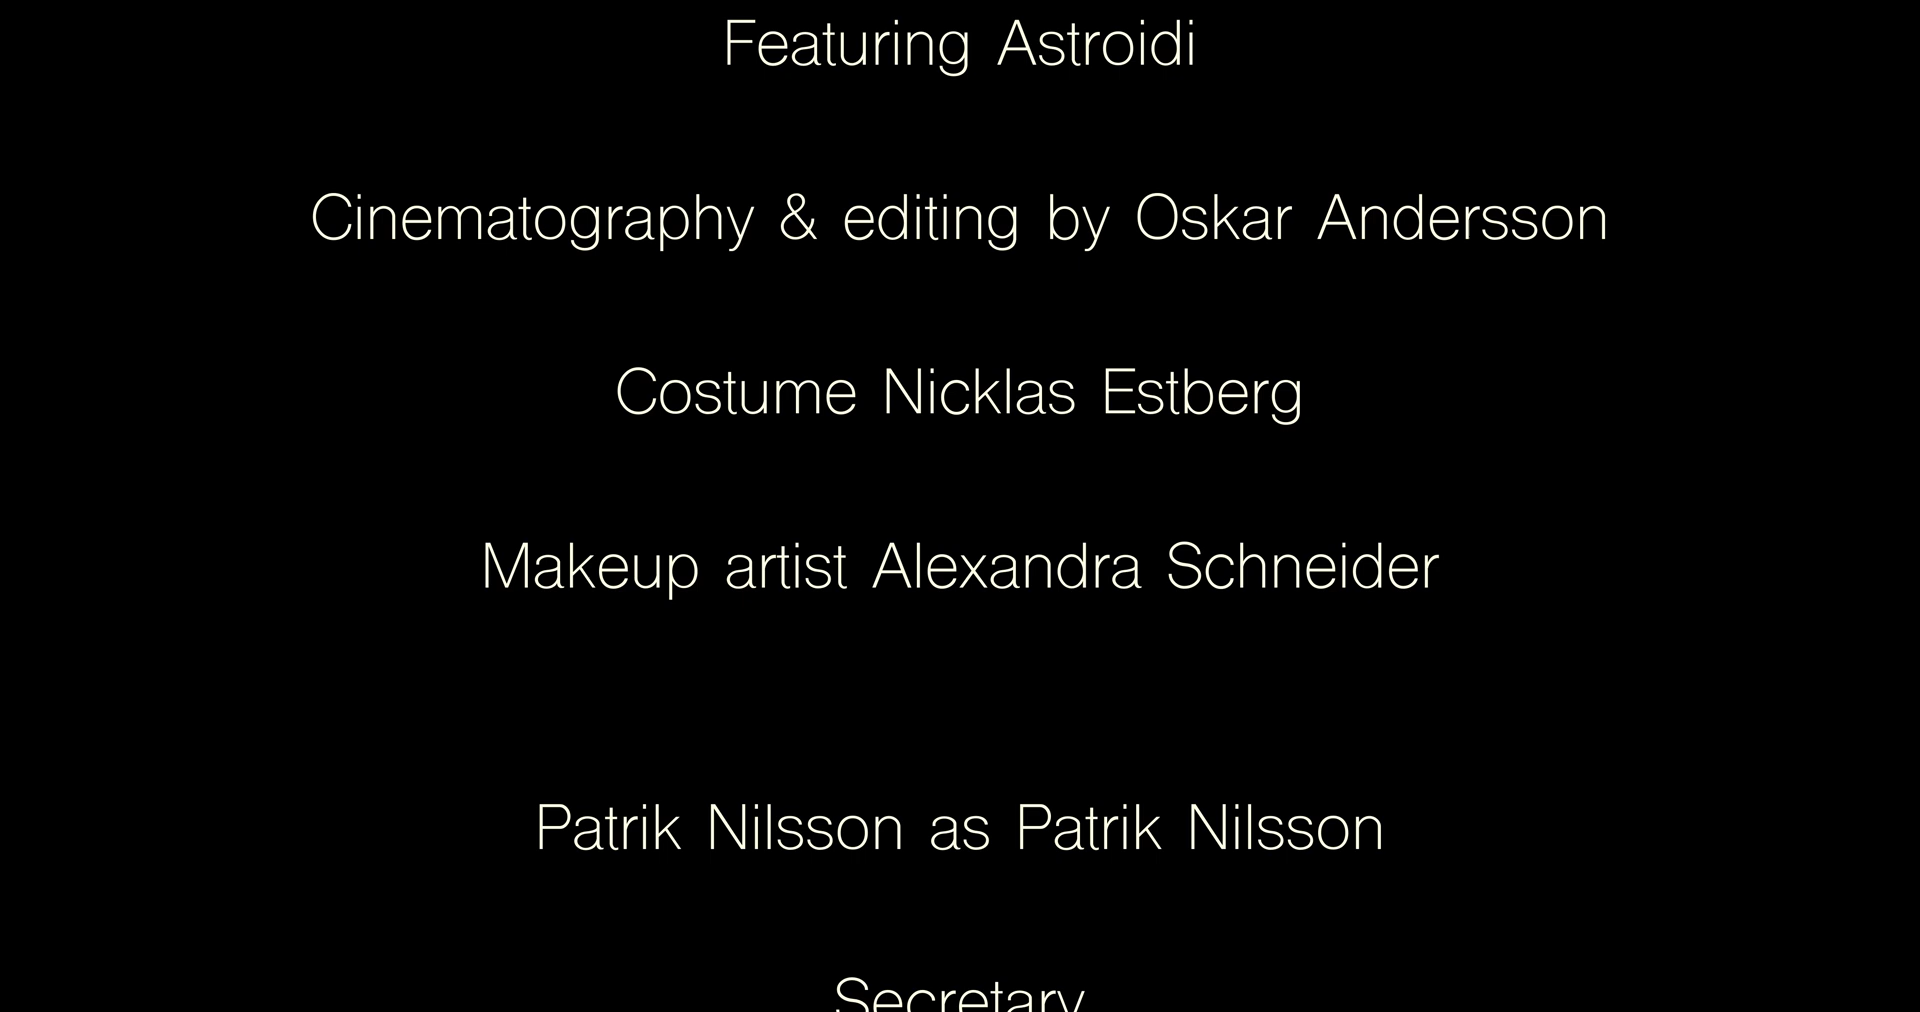 Featuring Astroidi
Cinematography & editing by Oskar Andersson
Costume Nicklas Estberg
Makeup artist Alexandra Schneider
Patrik Nilsson as Patrik Nilsson
Secretary